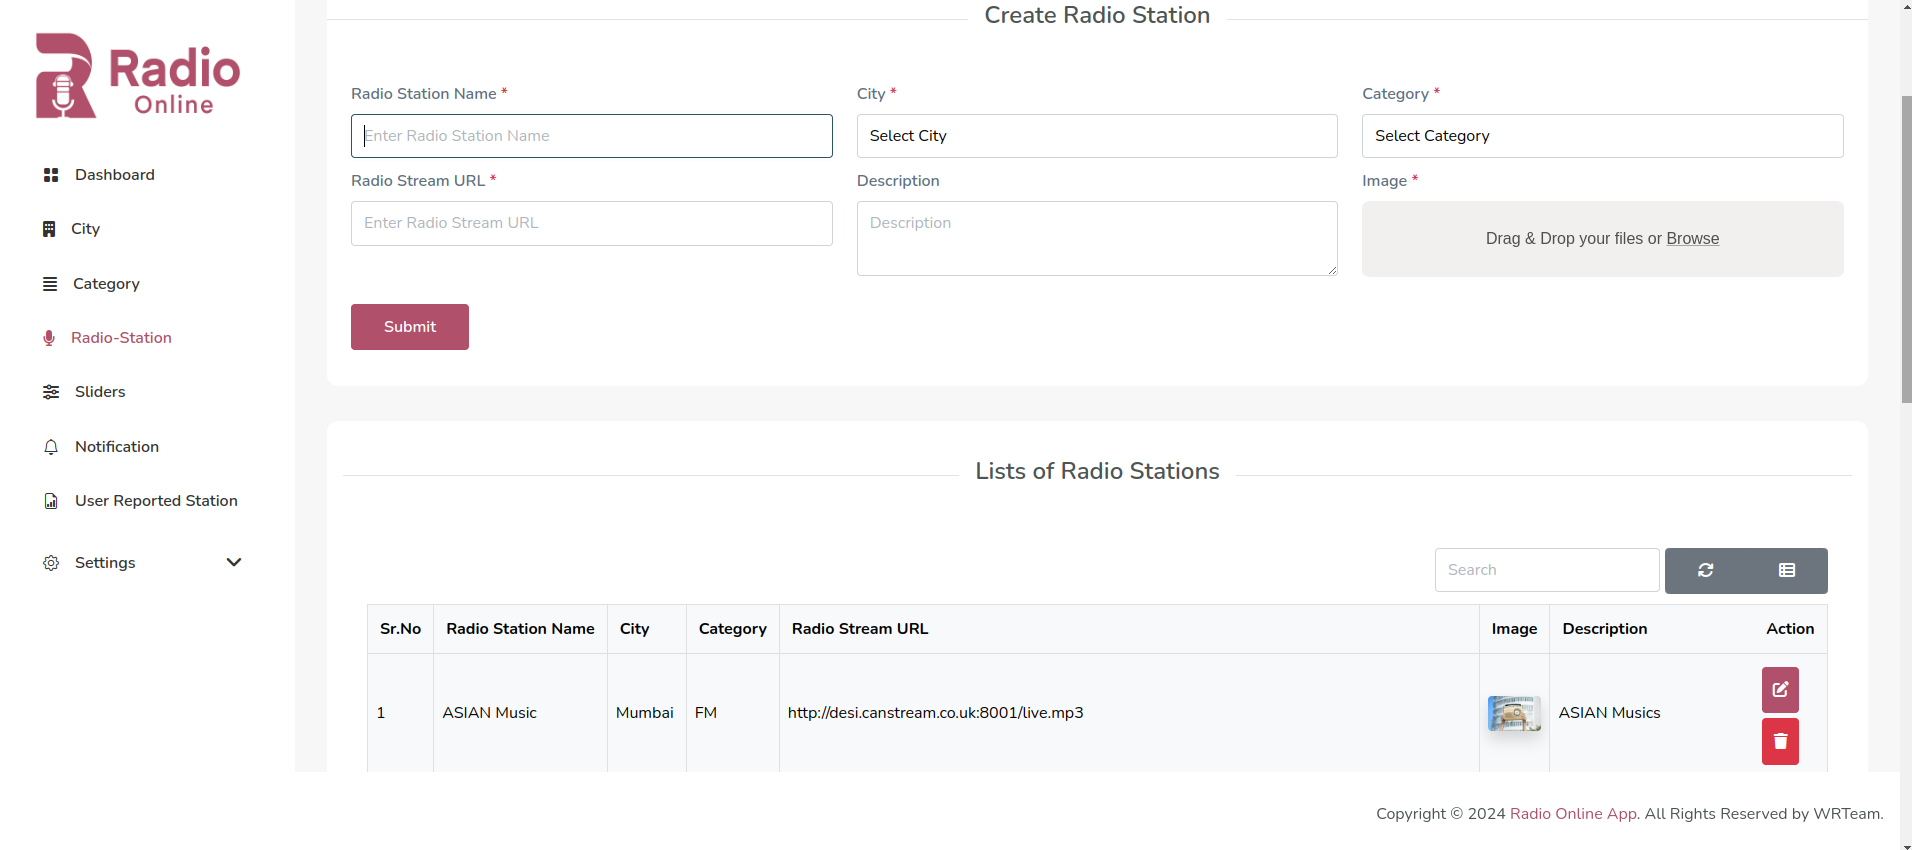 Radio
Online
Dashboard
City
Category
Radio-Station
Sliders
Notification
User Reported Station
Settings
Create Radio Station
Radio Station Name *
City *
Category *
Enter Radio Station Name
Select City
Select Category
Radio Stream URL *
Description
Image *
Enter Radio Stream URL
Description
Drag & Drop your files or Browse
Submit
Lists of Radio Stations
Search
Sr.No Radio Station Name City Category Radio Stream URL Image Description Action
1 ASIAN Music Mumbai FM http://desi.canstream.co.uk:8001/live.mp3 ASIAN Musics
Copyright © 2024 Radio Online App. All Rights Reserved by WRTeam.